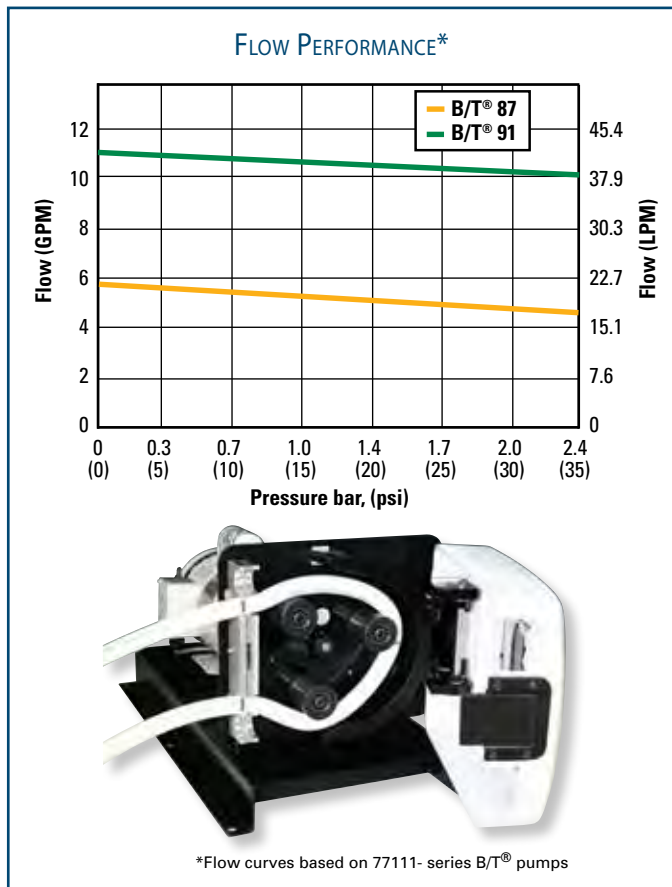 FLOW PERFORMANCE*
B/T® 87
B/T® 91
12
10
8
6
4
2
0
Flow (GPM)
45.4
37.9
30.3
22.7
15.1
7.6
0
Flow (LPM)
0 0.3 0.7 1.0 1.4 1.7 2.0 2.4
(0) (5) (10) (15) (20) (25) (30) (35)
Pressure bar, (psi)
*Flow curves based on 77111- series B/T® pumps